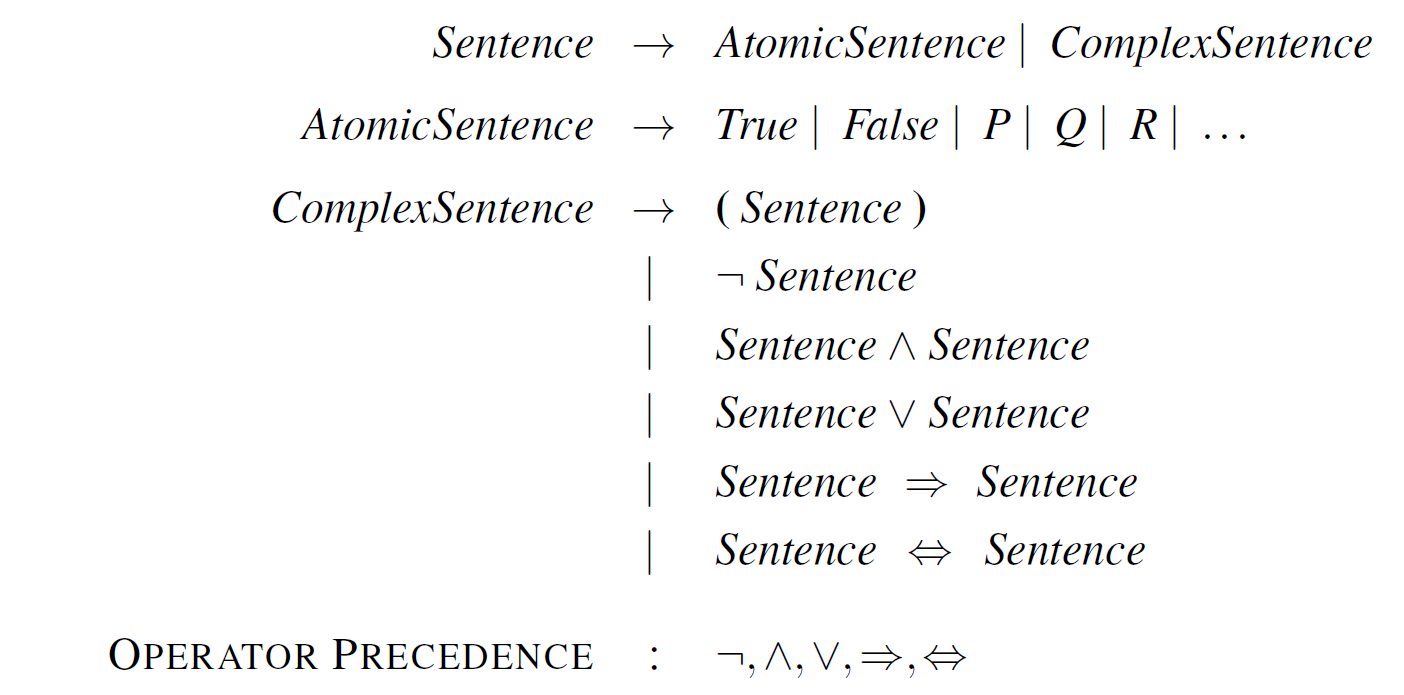 Sentence → AtomicSentence | ComplexSentence
AtomicSentence → True | False | P | Q | R | ...
ComplexSentence → ( Sentence )
| ¬ Sentence
| Sentence ∧ Sentence
| Sentence ∨ Sentence
| Sentence ⇒ Sentence
| Sentence ⇔ Sentence
OPERATOR PRECEDENCE : ¬,∧,∨,⇒,⇔